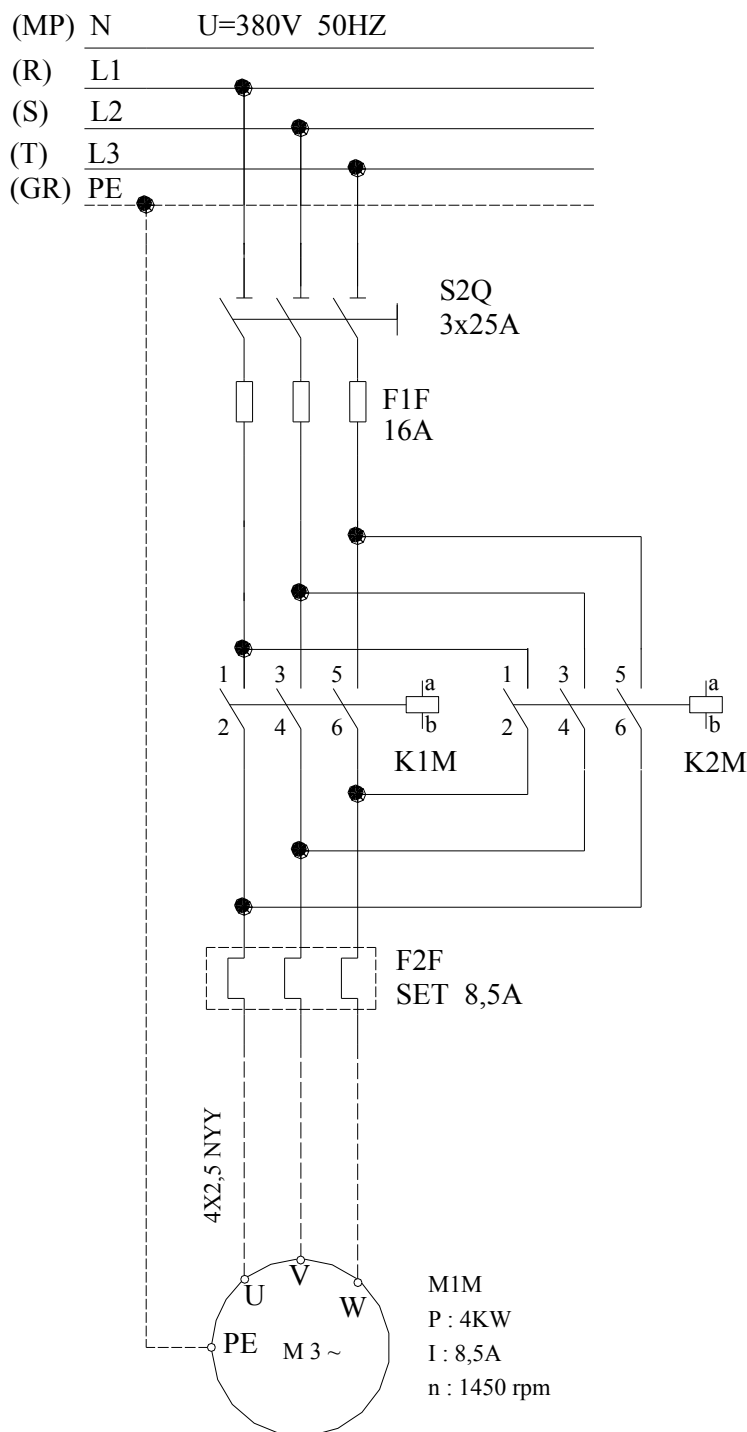 (MP) N U=380V 50HZ
(R) L1
(S) L2
(T) L3
(GR) PE
S2Q
3x25A
F1F
16A
1 3 5 a 1 3 5 a
2 4 6 b 2 4 6 b
K1M K2M
F2F
SET 8,5A
4X2,5 NYY
U V W
PE M 3 ~
M1M
P : 4KW
I : 8,5A
n : 1450 rpm